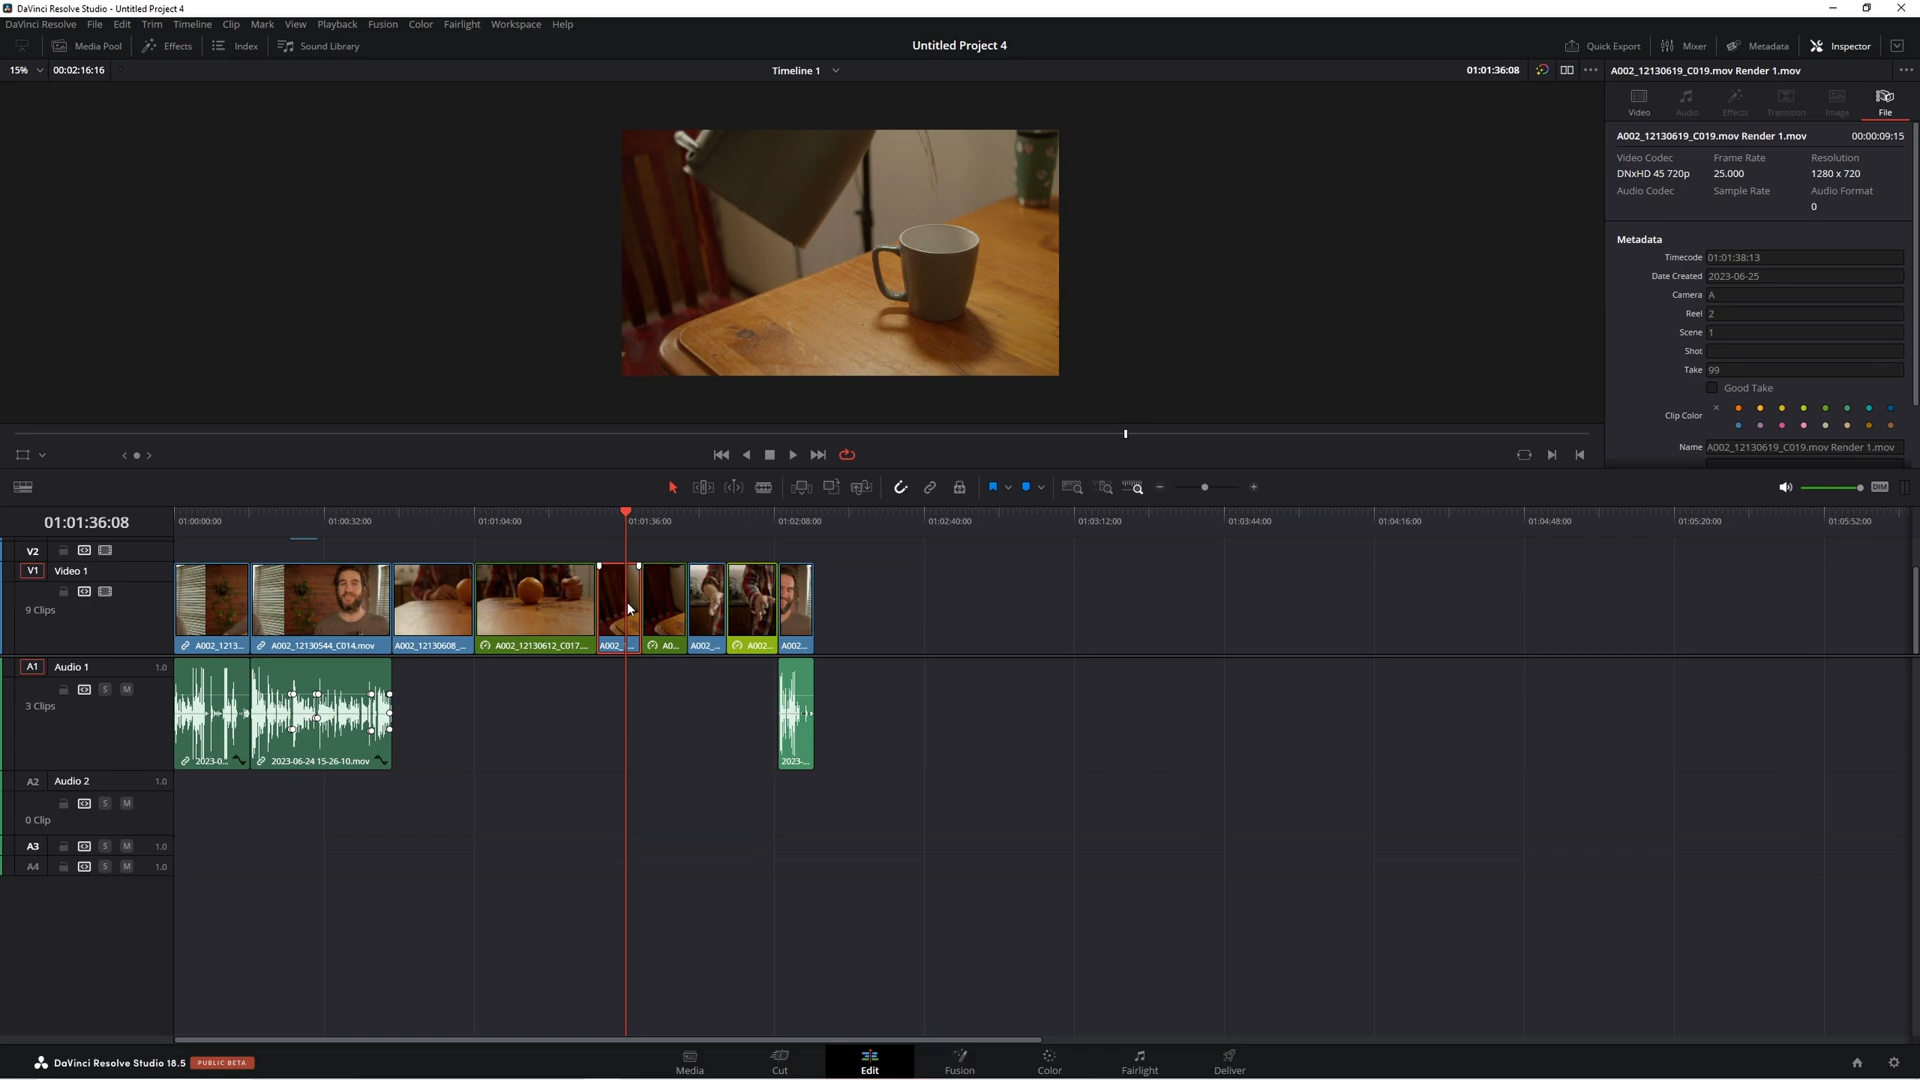 DaVinci Resolve Studio - Untitled Project 4
DaVinci Resolve File Edit Trim Timeline Clip Mark View Playback Fusion Color Fairlight Workspace Help
Media Pool Effects Index Sound Library Untitled Project 4 Quick Export Mixer Metadata Inspector
15% 00:02:16:16 Timeline 1 01:01:36:08 A002_12130619_C019.mov Render 1.mov
Video Audio Effects Transition Image File
A002_12130619_C019.mov Render 1.mov 00:00:09:15
Video Codec Frame Rate Resolution
DNxHD 45 720p 25.000 1280 x 720
Audio Codec Sample Rate Audio Format
0
Metadata
Timecode 01:01:38:13
Date Created 2023-06-25
Camera A
Reel 2
Scene 1
Shot
Take 99
Good Take
Clip Color
Name A002_12130619_C019.mov Render 1.mov
DIM
01:01:36:08 01:00:00:00 01:00:32:00 01:01:04:00 01:01:36:00 01:02:08:00 01:02:40:00 01:03:12:00 01:03:44:00 01:04:16:00 01:04:48:00 01:05:20:00 01:05:52:00
V2
V1 Video 1
9 Clips
A002_1213... A002_12130544_C014.mov A002_12130608_... A002_12130612_C017.... A002_... A0... A002_... A002... A002...
A1 Audio 1 1.0
S M
3 Clips
2023-0... 2023-06-24 15-26-10.mov 2023-...
A2 Audio 2 1.0
S M
0 Clip
A3 S M 1.0
A4 S M 1.0
DaVinci Resolve Studio 18.5 PUBLIC BETA Media Cut Edit Fusion Color Fairlight Deliver